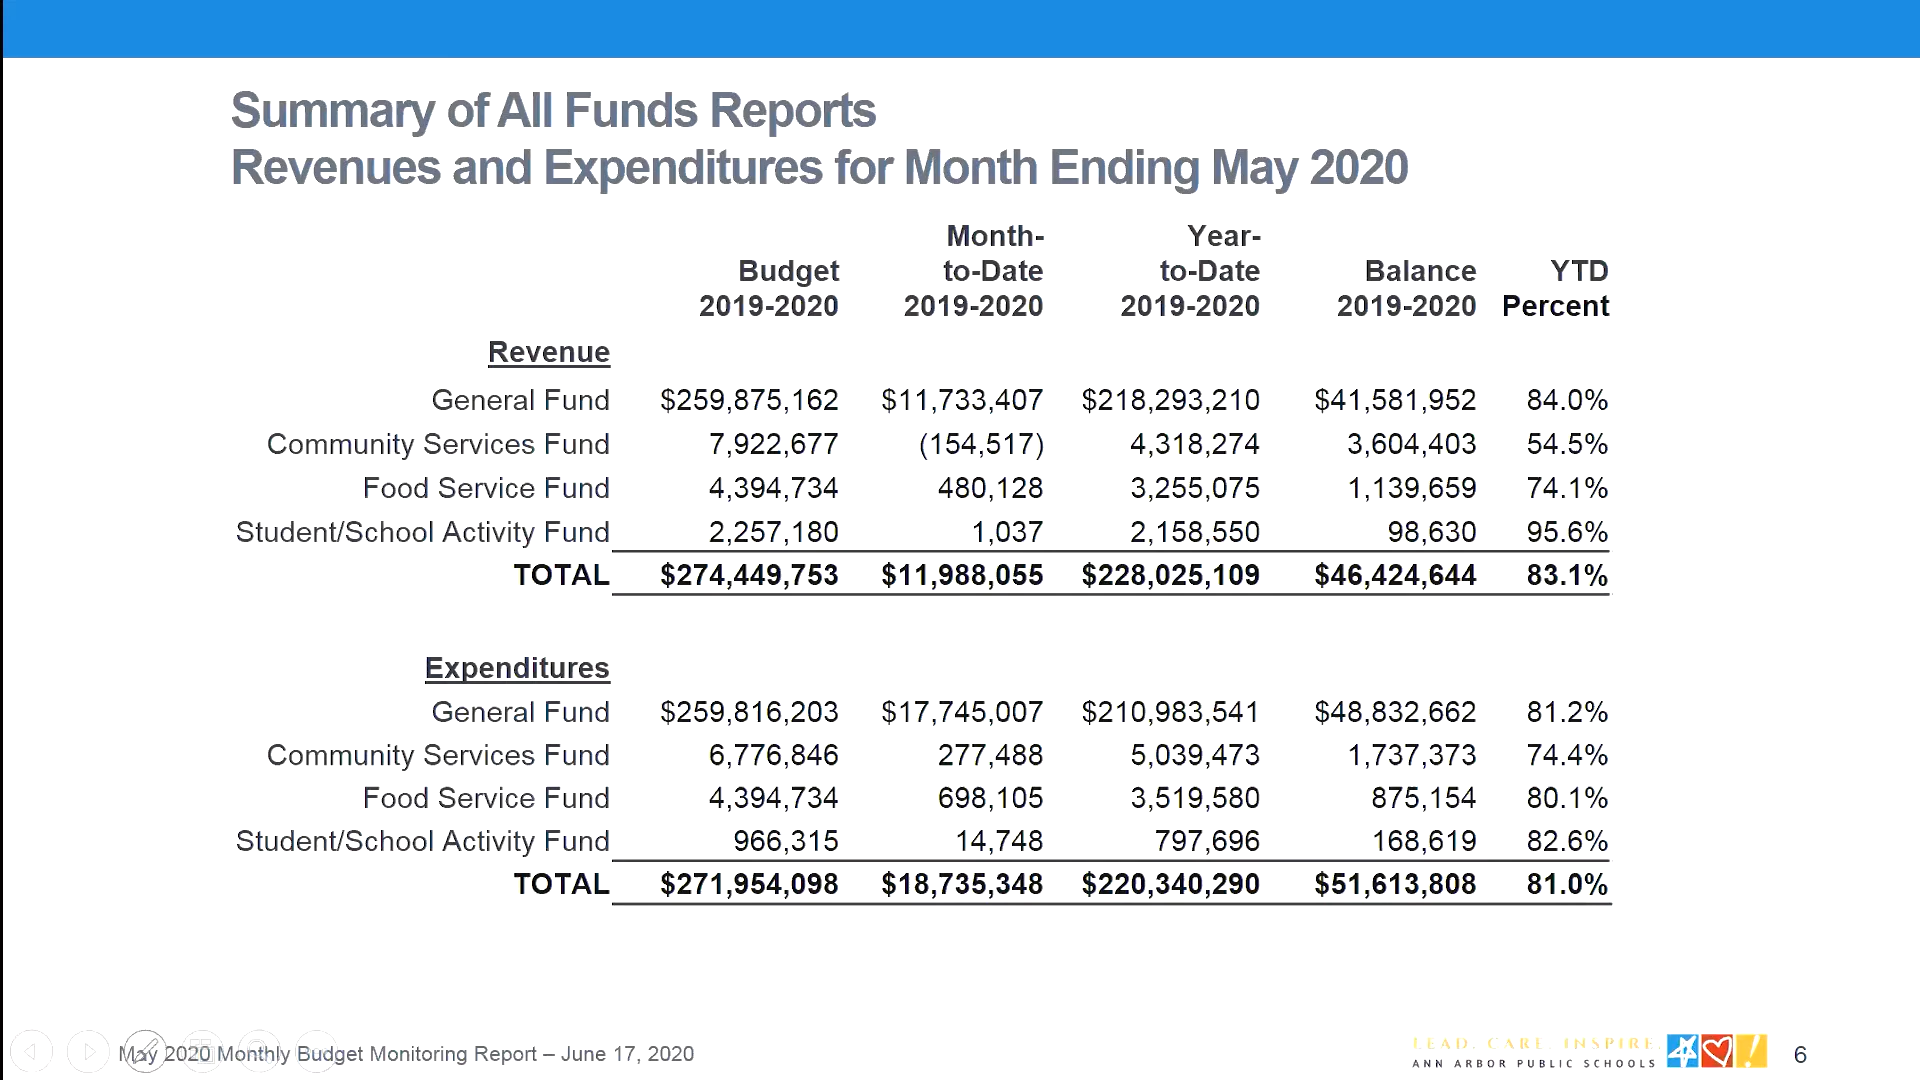 Summary of All Funds Reports
Revenues and Expenditures for Month Ending May 2020
Month- Year-
Budget to-Date to-Date Balance YTD
2019-2020 2019-2020 2019-2020 2019-2020 Percent
Revenue
General Fund $259,875,162 $11,733,407 $218,293,210 $41,581,952 84.0%
Community Services Fund 7,922,677 (154,517) 4,318,274 3,604,403 54.5%
Food Service Fund 4,394,734 480,128 3,255,075 1,139,659 74.1%
Student/School Activity Fund 2,257,180 1,037 2,158,550 98,630 95.6%
TOTAL $274,449,753 $11,988,055 $228,025,109 $46,424,644 83.1%
Expenditures
General Fund $259,816,203 $17,745,007 $210,983,541 $48,832,662 81.2%
Community Services Fund 6,776,846 277,488 5,039,473 1,737,373 74.4%
Food Service Fund 4,394,734 698,105 3,519,580 875,154 80.1%
Student/School Activity Fund 966,315 14,748 797,696 168,619 82.6%
TOTAL $271,954,098 $18,735,348 $220,340,290 $51,613,808 81.0%
May 2020 Monthly Budget Monitoring Report – June 17, 2020
LEAD. CARE. INSPIRE.
ANN ARBOR PUBLIC SCHOOLS
6